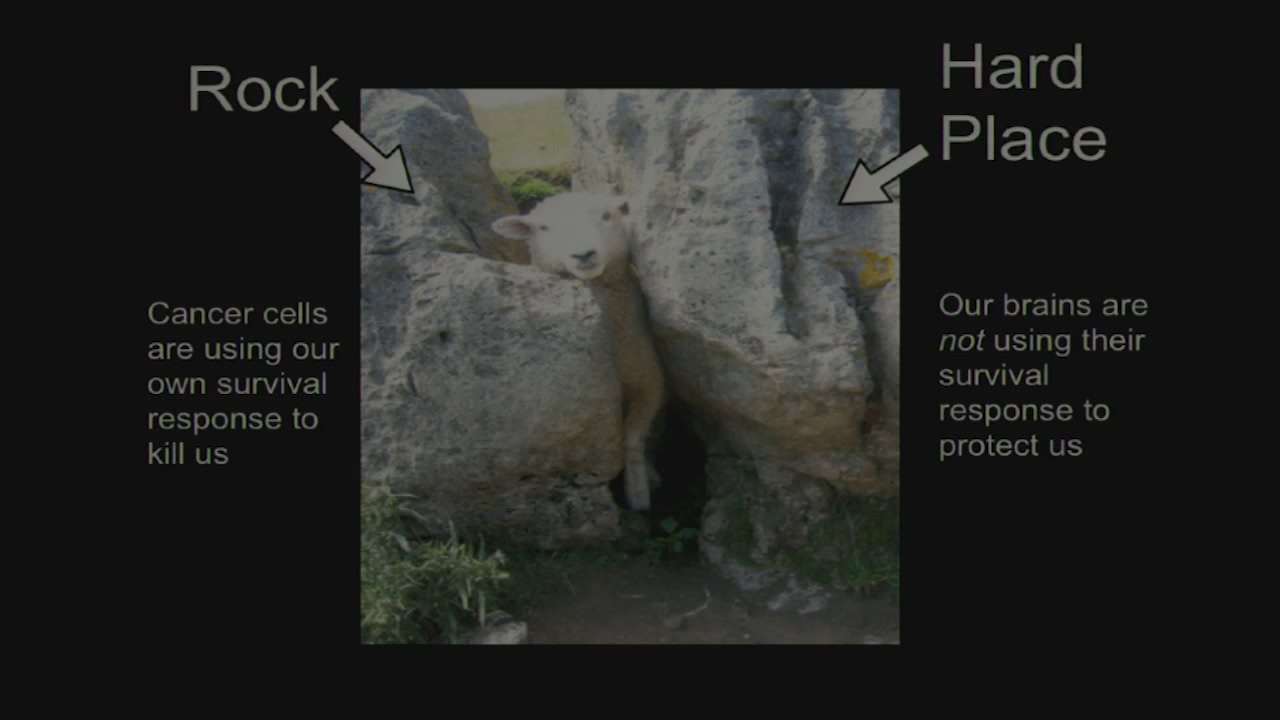 Rock
Hard
Place
Cancer cells
are using our
own survival
response to
kill us
Our brains are
not using their
survival
response to
protect us